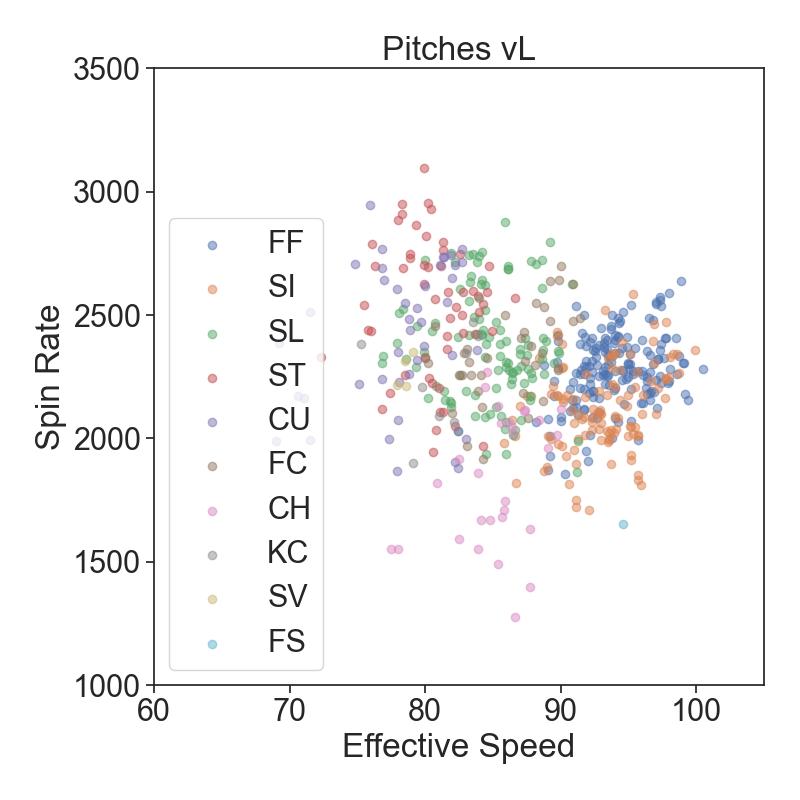 Pitches vL
3500
3000
2500
2000
1500
1000
Spin Rate
FF
SI
SL
ST
CU
FC
CH
KC
SV
FS
60 70 80 90 100
Effective Speed